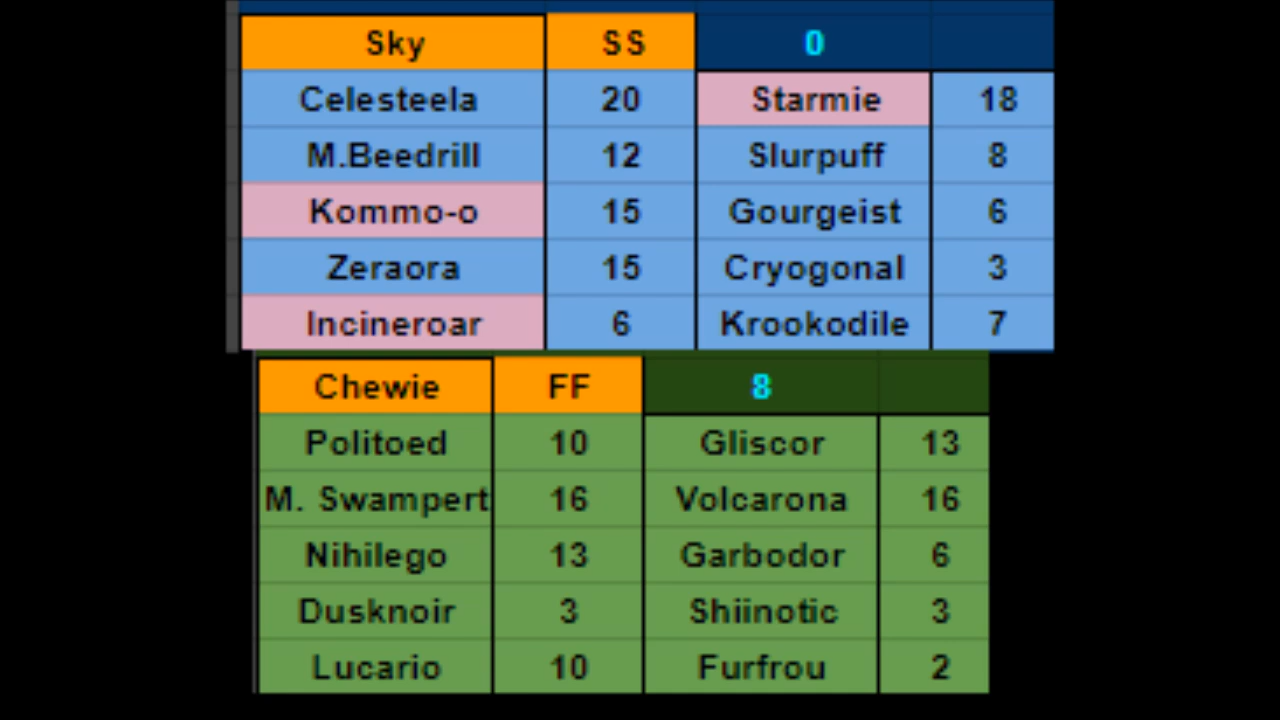 Sky SS 0
Celesteela 20 Starmie 18
M.Beedrill 12 Slurpuff 8
Kommo-o 15 Gourgeist 6
Zeraora 15 Cryogonal 3
Incineroar 6 Krookodile 7
Chewie FF 8
Politoed 10 Gliscor 13
M. Swampert 16 Volcarona 16
Nihilego 13 Garbodor 6
Dusknoir 3 Shiinotic 3
Lucario 10 Furfrou 2